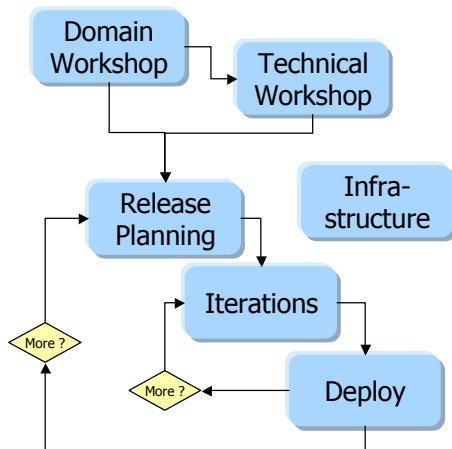 Domain
Workshop
Technical
Workshop
Release
Planning
Infra-
structure
Iterations
More ?
More ?
Deploy